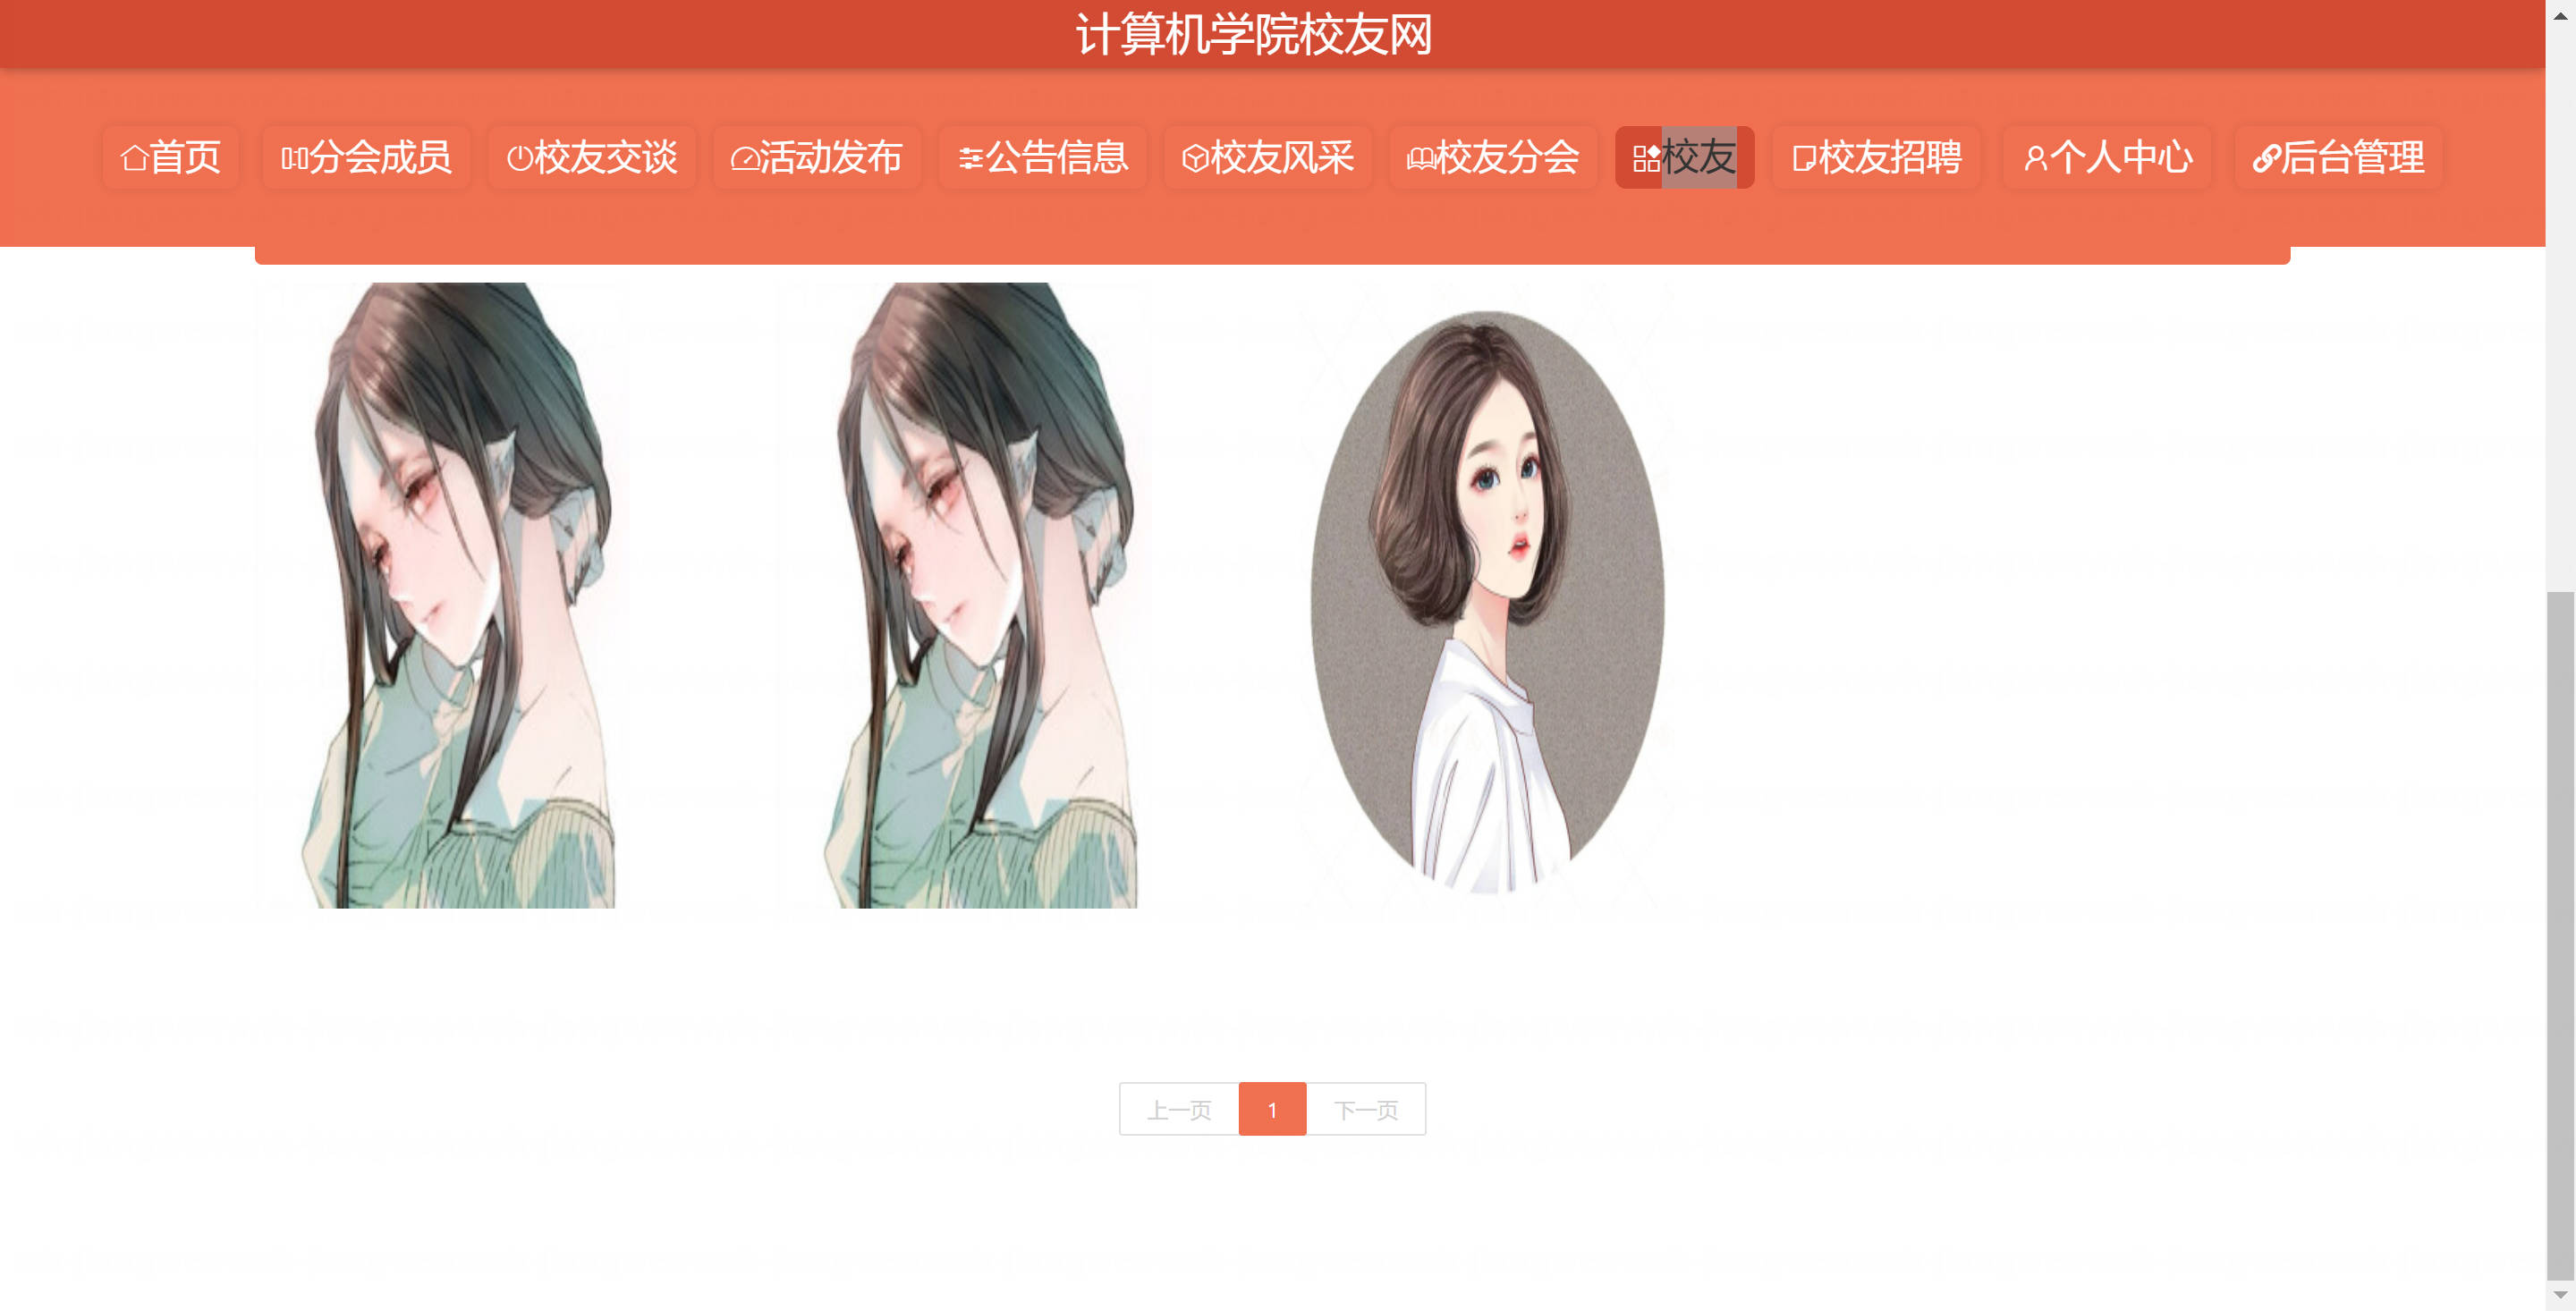 计算机学院校友网
首页 分会成员 校友交谈 活动发布 公告信息 校友风采 校友分会 校友 校友招聘 个人中心 后台管理
上一页 1 下一页